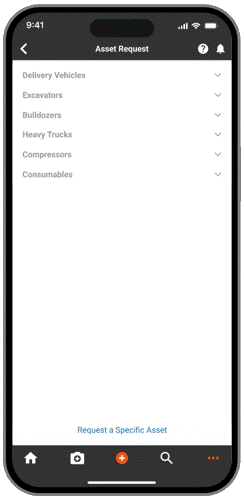 9:41
Asset Request
Delivery Vehicles
Excavators
Bulldozers
Heavy Trucks
Compressors
Consumables
Request a Specific Asset